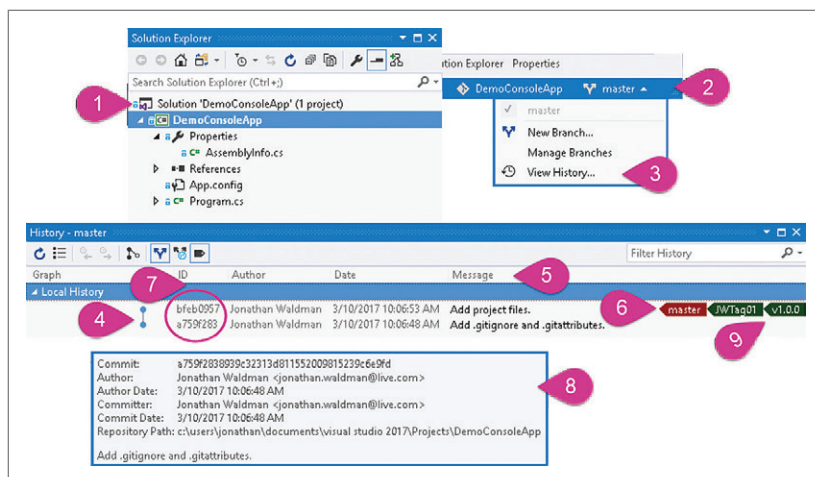 Solution Explorer
Search Solution Explorer (Ctrl+;)
1
Solution 'DemoConsoleApp' (1 project)
DemoConsoleApp
Properties
C# AssemblyInfo.cs
References
App.config
C# Program.cs
ution Explorer Properties
DemoConsoleApp master
2
master
New Branch...
Manage Branches
View History...
3
History - master
Filter History
Graph ID Author Date Message
7
5
Local History
4
bfeb0957 Jonathan Waldman 3/10/2017 10:06:53 AM Add project files.
6
master JWTag01 v1.0.0
a759f283 Jonathan Waldman 3/10/2017 10:06:48 AM Add .gitignore and .gitattributes.
9
Commit: a759f2838939c32313d811552009815239c6e9fd
Author: Jonathan Waldman <jonathan.waldman@live.com>
Author Date: 3/10/2017 10:06:48 AM
Committer: Jonathan Waldman <jonathan.waldman@live.com>
Commit Date: 3/10/2017 10:06:48 AM
Repository Path: c:\users\jonathan\documents\visual studio 2017\Projects\DemoConsoleApp
Add .gitignore and .gitattributes.
8